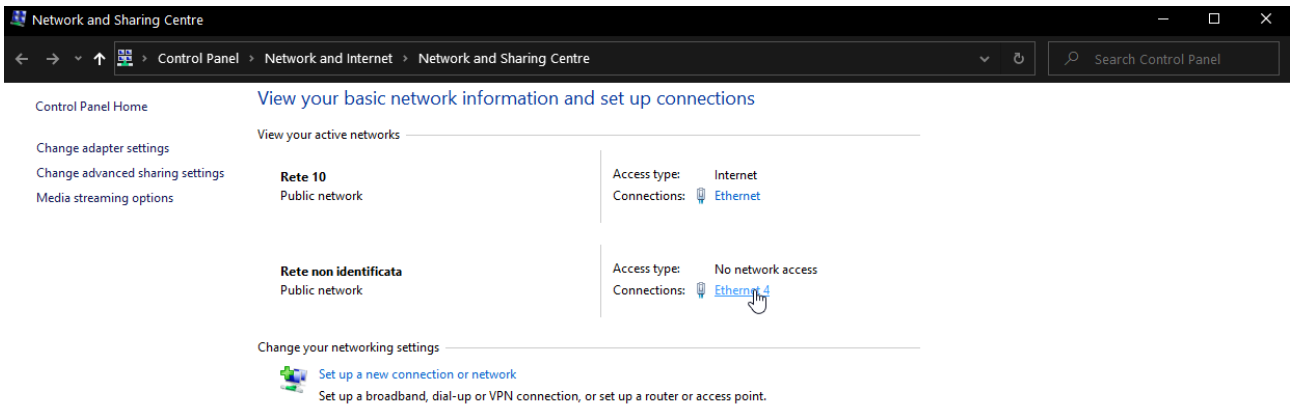 Network and Sharing Centre
Control Panel > Network and Internet > Network and Sharing Centre
Search Control Panel
Control Panel Home
Change adapter settings
Change advanced sharing settings
Media streaming options
View your basic network information and set up connections
View your active networks
Rete 10
Public network
Access type: Internet
Connections: Ethernet
Rete non identificata
Public network
Access type: No network access
Connections: Ethernet 4
Change your networking settings
Set up a new connection or network
Set up a broadband, dial-up or VPN connection, or set up a router or access point.